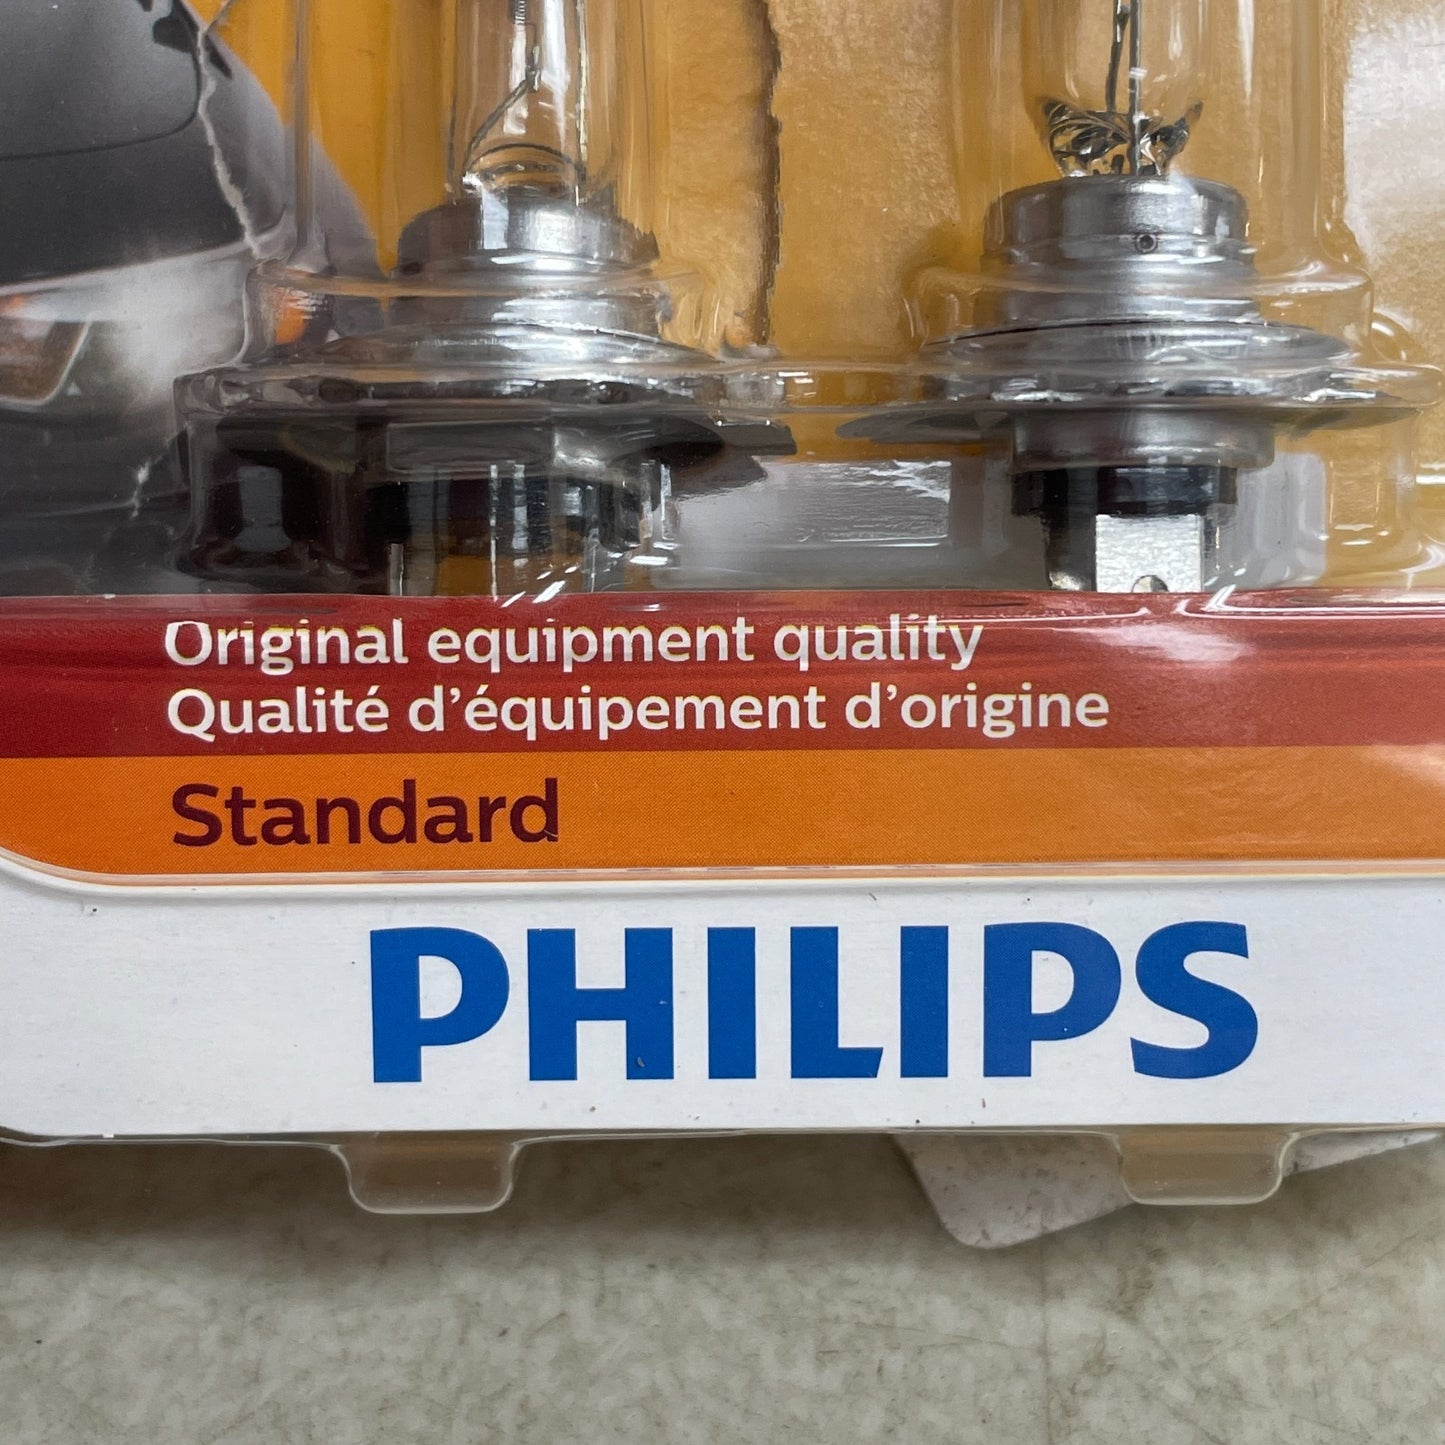 Original equipment quality
Qualité d’équipement d’origine
Standard
PHILIPS